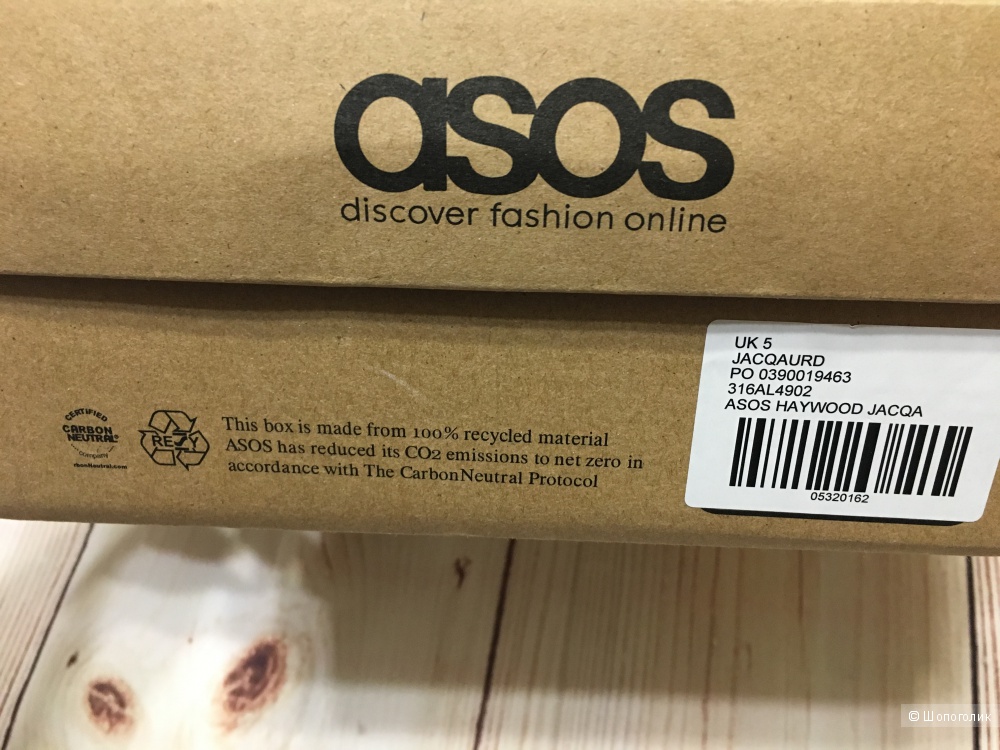 asos
discover fashion online
UK 5
JACQAURD
PO 0390019463
316AL4902
ASOS HAYWOOD JACQA
05320162
CERTIFIED
CARBON
NEUTRAL®
company
RE
This box is made from 100% recycled material
ASOS has reduced its CO2 emissions to net zero in
accordance with The CarbonNeutral Protocol
© Шопоголик